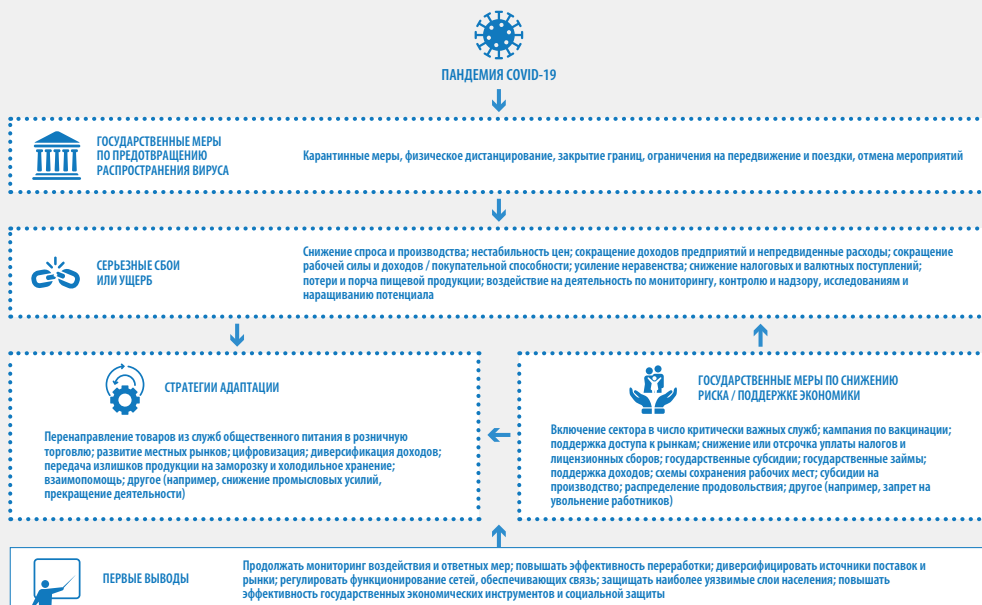 ПАНДЕМИЯ COVID-19
ГОСУДАРСТВЕННЫЕ МЕРЫ
ПО ПРЕДОТВРАЩЕНИЮ
РАСПРОСТРАНЕНИЯ ВИРУСА
Карантинные меры, физическое дистанцирование, закрытие границ, ограничения на передвижение и поездки, отмена мероприятий
СЕРЬЕЗНЫЕ СБОИ
ИЛИ УЩЕРБ
Снижение спроса и производства; нестабильность цен; сокращение доходов предприятий и непредвиденные расходы; сокращение
рабочей силы и доходов / покупательной способности; усиление неравенства; снижение налоговых и валютных поступлений;
потери и порча пищевой продукции; воздействие на деятельность по мониторингу, контролю и надзору, исследованиям и
наращиванию потенциала
СТРАТЕГИИ АДАПТАЦИИ
Перенаправление товаров из служб общественного питания в розничную
торговлю; развитие местных рынков; цифровизация; диверсификация доходов;
передача излишков продукции на заморозку и холодильное хранение;
взаимопомощь; другое (например, снижение промысловых усилий,
прекращение деятельности)
ГОСУДАРСТВЕННЫЕ МЕРЫ ПО СНИЖЕНИЮ
РИСКА / ПОДДЕРЖКЕ ЭКОНОМИКИ
Включение сектора в число критически важных служб; кампания по вакцинации;
поддержка доступа к рынкам; снижение или отсрочка уплаты налогов и
лицензионных сборов; государственные субсидии; государственные займы;
поддержка доходов; схемы сохранения рабочих мест; субсидии на
производство; распределение продовольствия; другое (например, запрет на
увольнение работников)
ПЕРВЫЕ ВЫВОДЫ
Продолжать мониторинг воздействия и ответных мер; повышать эффективность переработки; диверсифицировать источники поставок и
рынки; регулировать функционирование сетей, обеспечивающих связь; защищать наиболее уязвимые слои населения; повышать
эффективность государственных экономических инструментов и социальной защиты